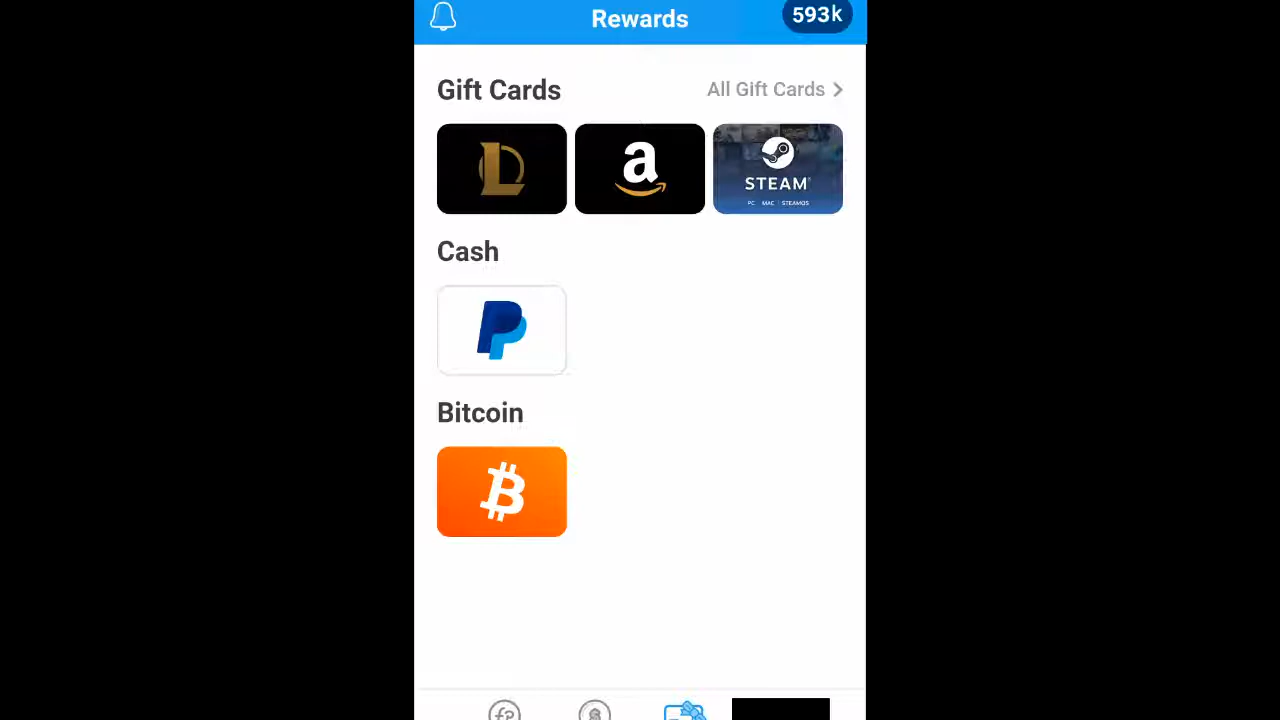 Rewards
593k
Gift Cards
All Gift Cards
L
a
STEAM
PC MAC STEAMOS
Cash
Bitcoin